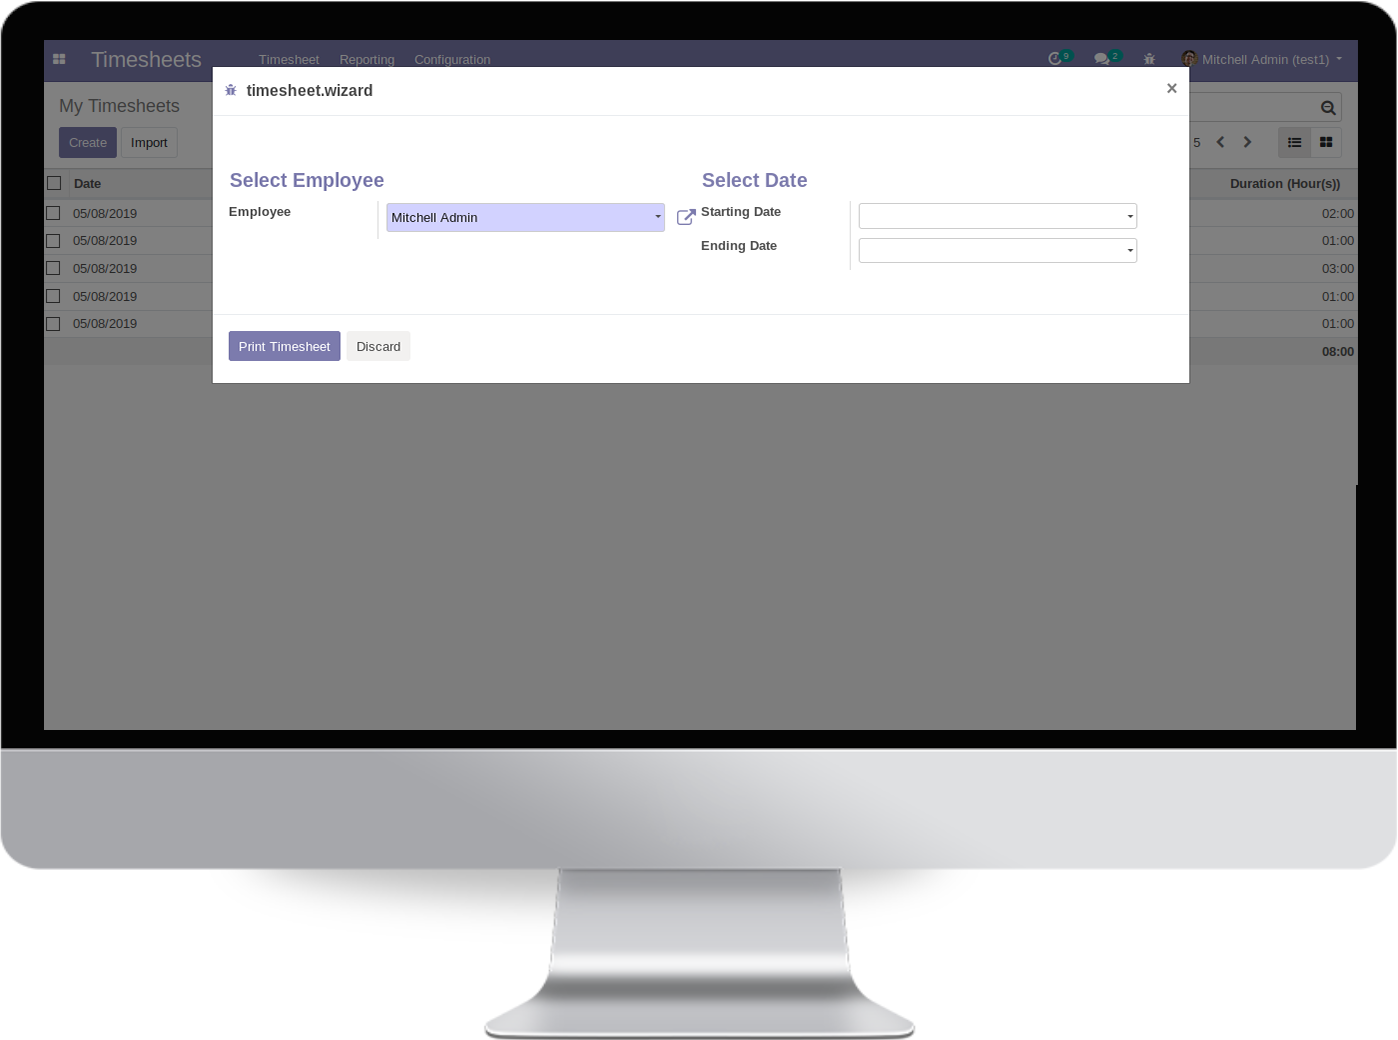 Timesheets Timesheet Reporting Configuration 9 2 Mitchell Admin (test1)
timesheet.wizard ×
My Timesheets
Create Import 5
Select Employee Select Date
Date Duration (Hour(s))
Employee Mitchell Admin Starting Date
05/08/2019 02:00
05/08/2019 01:00
Ending Date
05/08/2019 03:00
05/08/2019 01:00
05/08/2019 01:00
Print Timesheet Discard
08:00